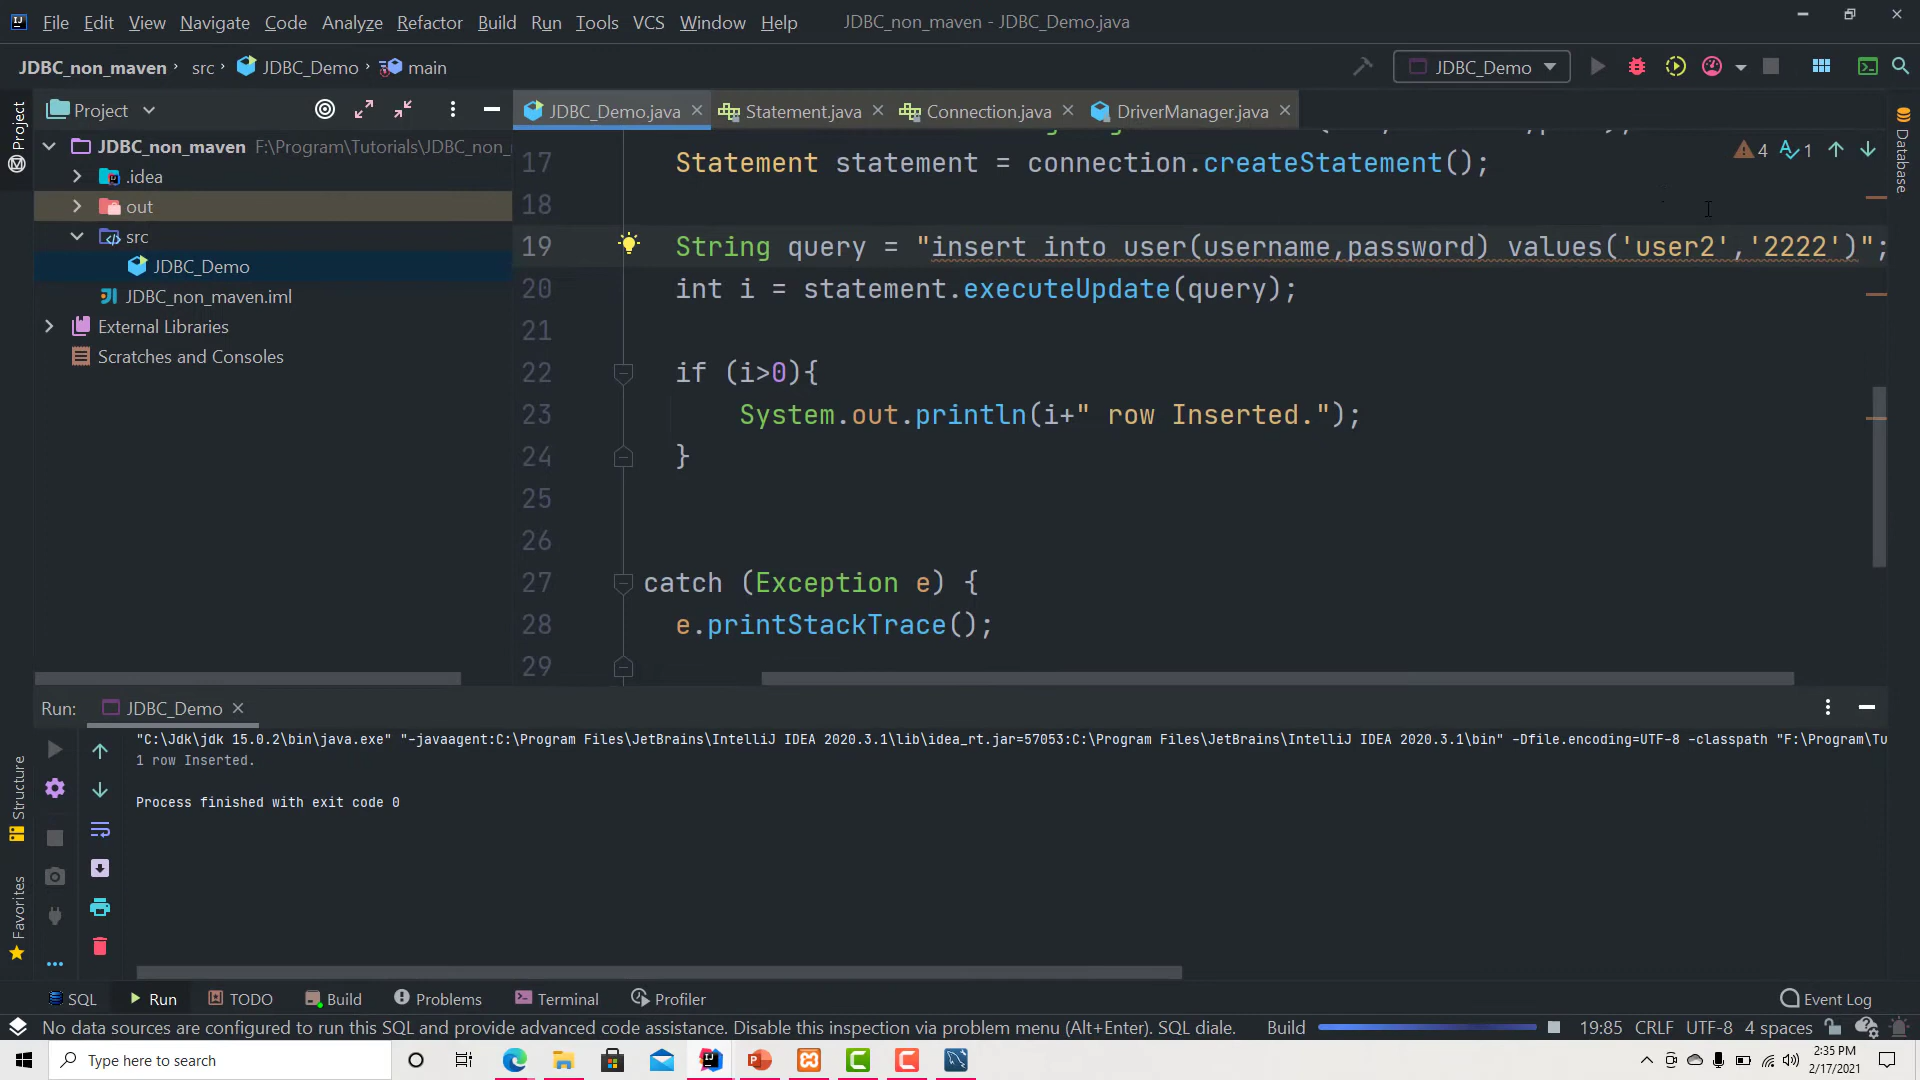 File Edit View Navigate Code Analyze Refactor Build Run Tools VCS Window Help JDBC_non_maven - JDBC_Demo.java
JDBC_non_maven src JDBC_Demo main JDBC_Demo
Project
JDBC_Demo.java Statement.java Connection.java DriverManager.java
Project
Database
JDBC_non_maven F:\Program\Tutorials\JDBC_non_
.idea
out
src
JDBC_Demo
JDBC_non_maven.iml
External Libraries
Scratches and Consoles
4 1
17 Statement statement = connection.createStatement();
18
19 String query = "insert into user(username,password) values('user2','2222')";
20 int i = statement.executeUpdate(query);
21
22 if (i>0){
23 System.out.println(i+" row Inserted.");
24 }
25
26
27 catch (Exception e) {
28 e.printStackTrace();
29
Run: JDBC_Demo
"C:\Jdk\jdk 15.0.2\bin\java.exe" "-javaagent:C:\Program Files\JetBrains\IntelliJ IDEA 2020.3.1\lib\idea_rt.jar=57053:C:\Program Files\JetBrains\IntelliJ IDEA 2020.3.1\bin" -Dfile.encoding=UTF-8 -classpath "F:\Program\Tu
1 row Inserted.
Process finished with exit code 0
Structure
Favorites
SQL Run TODO Build Problems Terminal Profiler Event Log
No data sources are configured to run this SQL and provide advanced code assistance. Disable this inspection via problem menu (Alt+Enter). SQL diale. Build 19:85 CRLF UTF-8 4 spaces
Type here to search
2:35 PM
2/17/2021